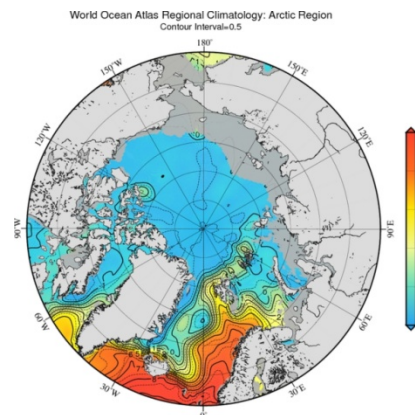 World Ocean Atlas Regional Climatology: Arctic Region
Contour Interval=0.5
180˚
150˚W
150˚E
120˚W
120˚E
90˚W
90˚E
60˚W
60˚E
30˚W
30˚E
0˚